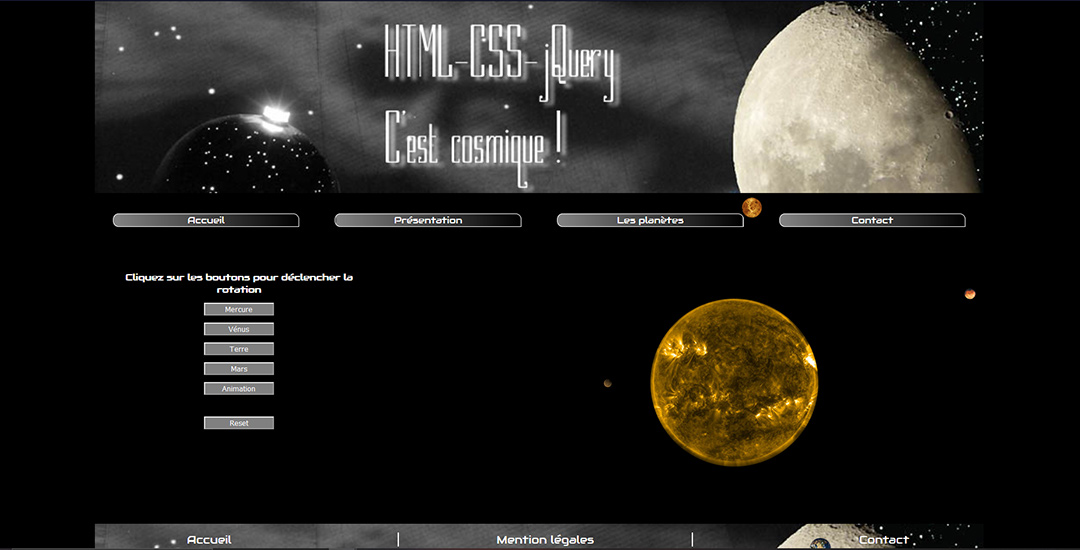 HTML-CSS-jQuery
C'est cosmique !
Accueil
Présentation
Les planètes
Contact
Cliquez sur les boutons pour déclencher la
rotation
Mercure
Vénus
Terre
Mars
Animation
Reset
Accueil
Mention légales
Contact